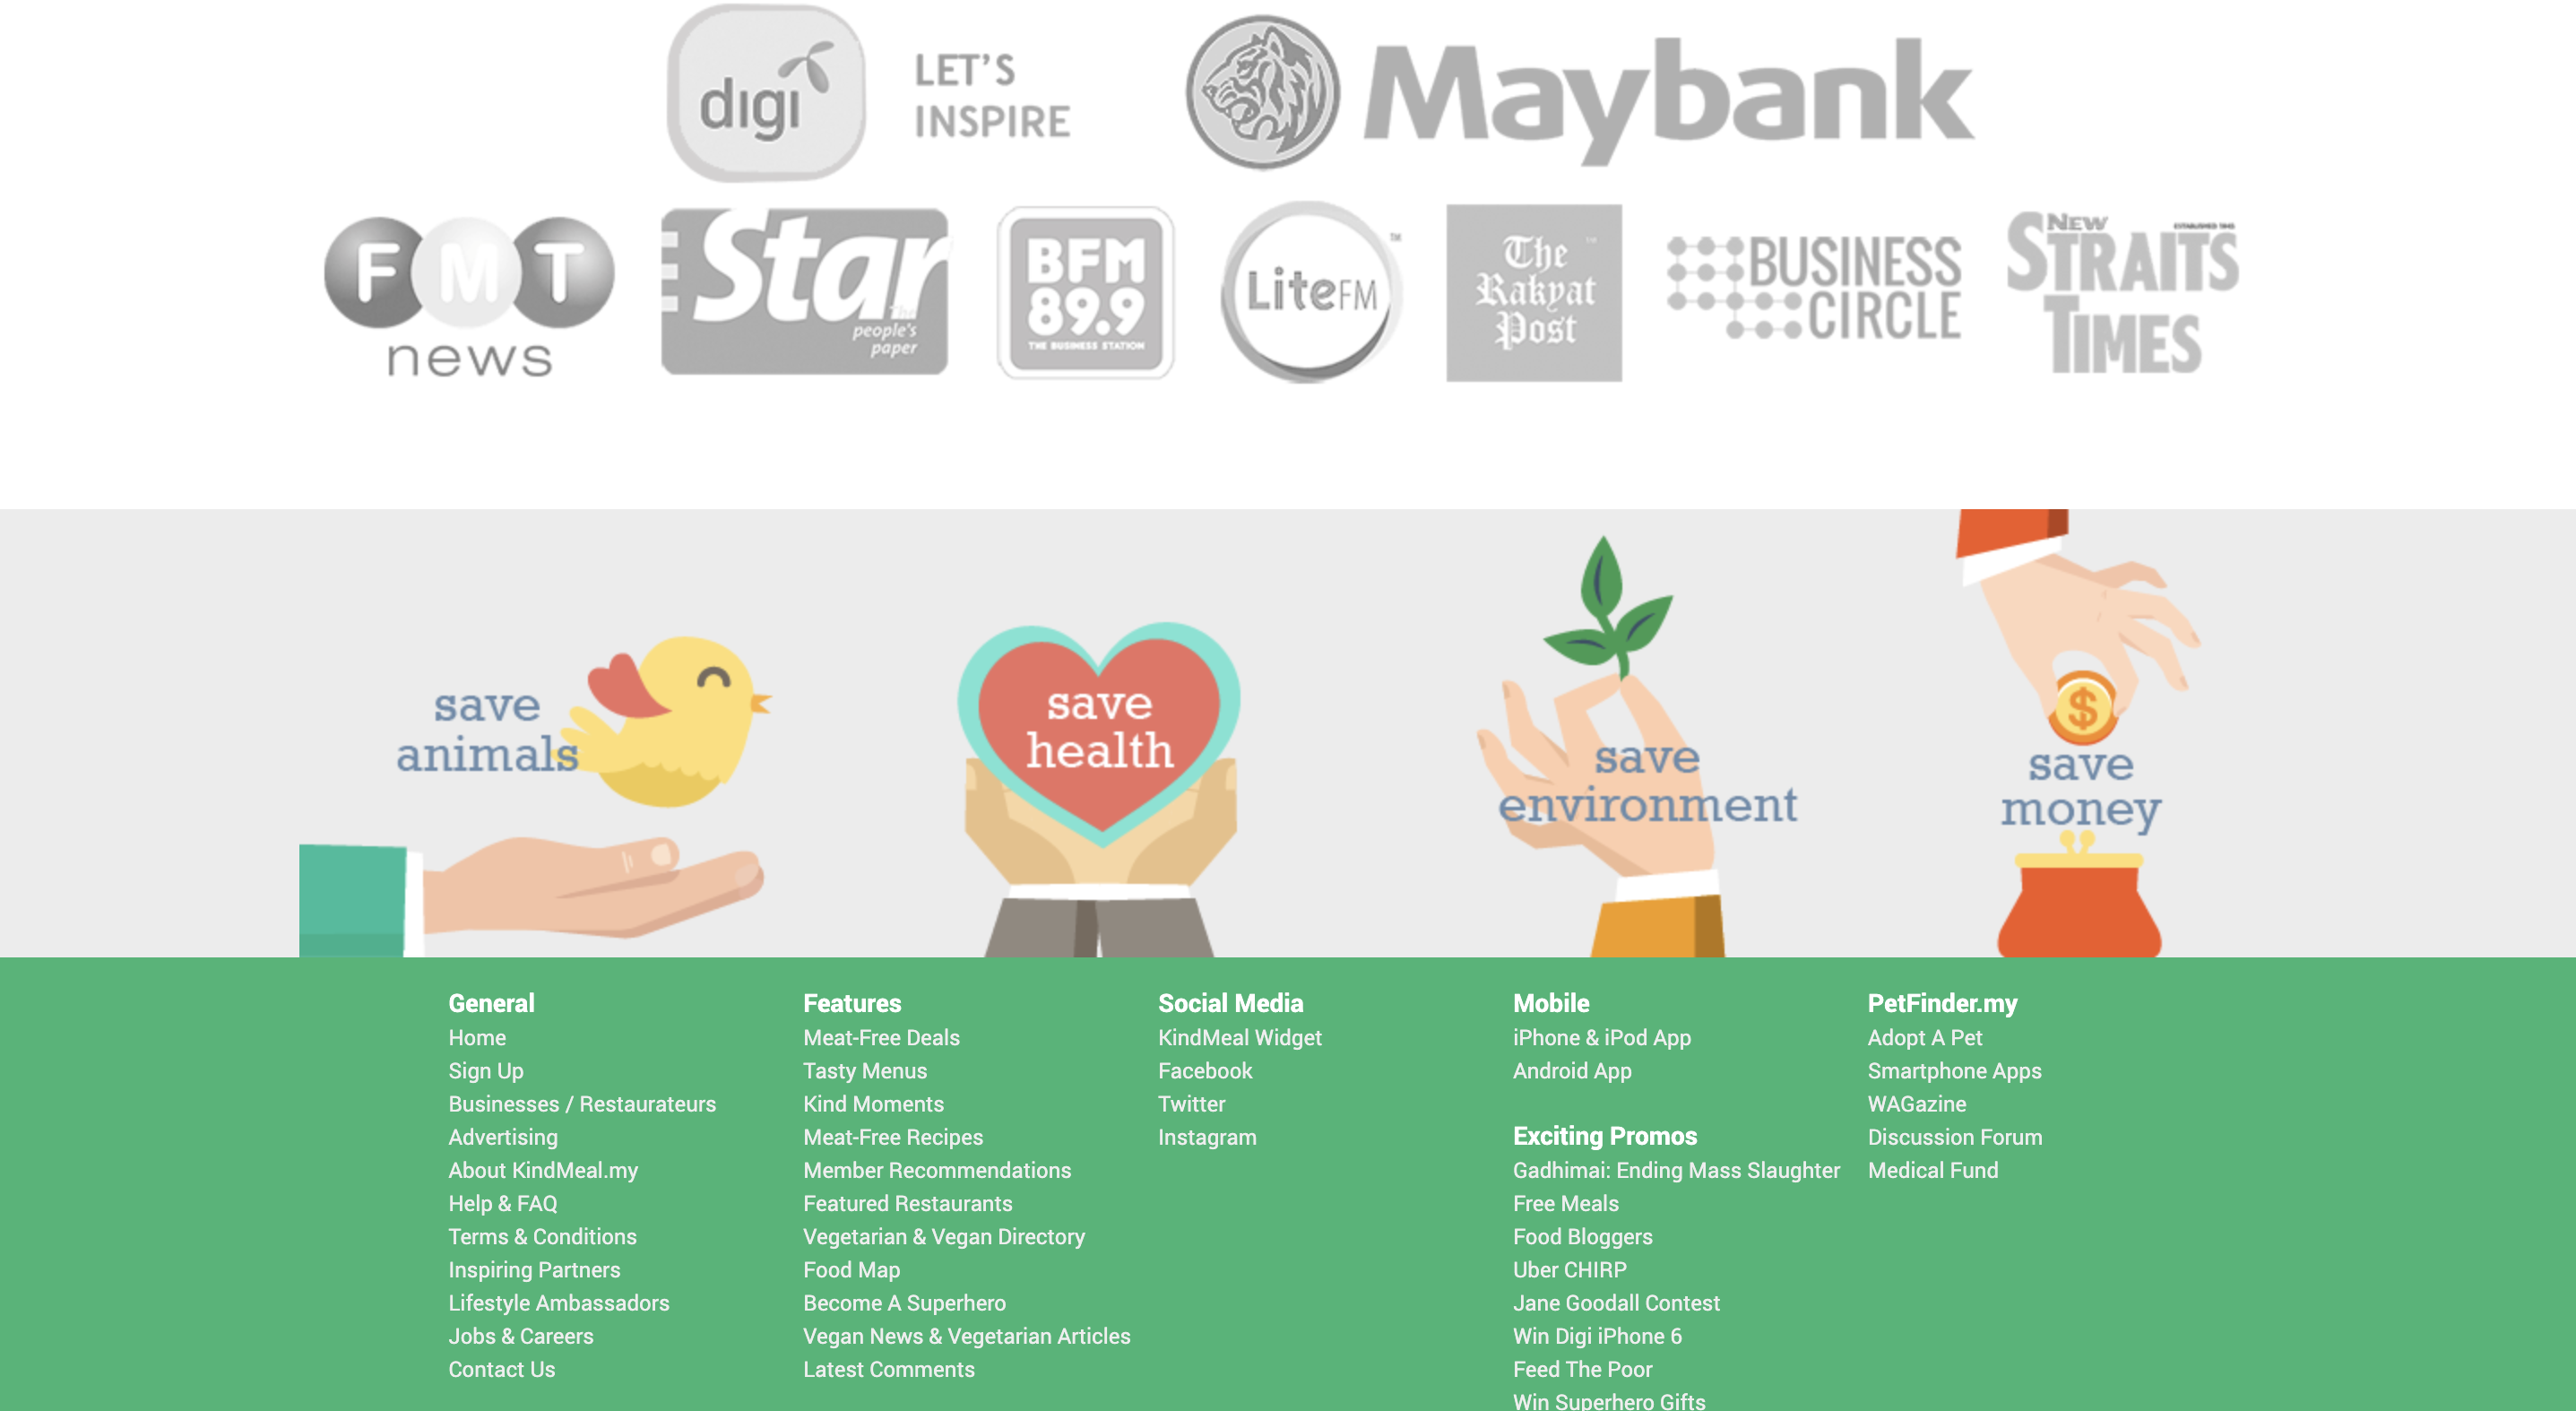 digi
LET'S
INSPIRE
Maybank
FMT
news
E Star
The
people's
paper
BFM
89.9
THE BUSINESS STATION
LiteFM
TM
The
Rakyat
Post
TM
BUSINESS
CIRCLE
NEW
STRAITS
TIMES
save
animals
save
health
save
environment
$
save
money
General
Home
Sign Up
Businesses / Restaurateurs
Advertising
About KindMeal.my
Help & FAQ
Terms & Conditions
Inspiring Partners
Lifestyle Ambassadors
Jobs & Careers
Contact Us
Features
Meat-Free Deals
Tasty Menus
Kind Moments
Meat-Free Recipes
Member Recommendations
Featured Restaurants
Vegetarian & Vegan Directory
Food Map
Become A Superhero
Vegan News & Vegetarian Articles
Latest Comments
Social Media
KindMeal Widget
Facebook
Twitter
Instagram
Mobile
iPhone & iPod App
Android App
Exciting Promos
Gadhimai: Ending Mass Slaughter
Free Meals
Food Bloggers
Uber CHIRP
Jane Goodall Contest
Win Digi iPhone 6
Feed The Poor
Win Superhero Gifts
PetFinder.my
Adopt A Pet
Smartphone Apps
WAGazine
Discussion Forum
Medical Fund